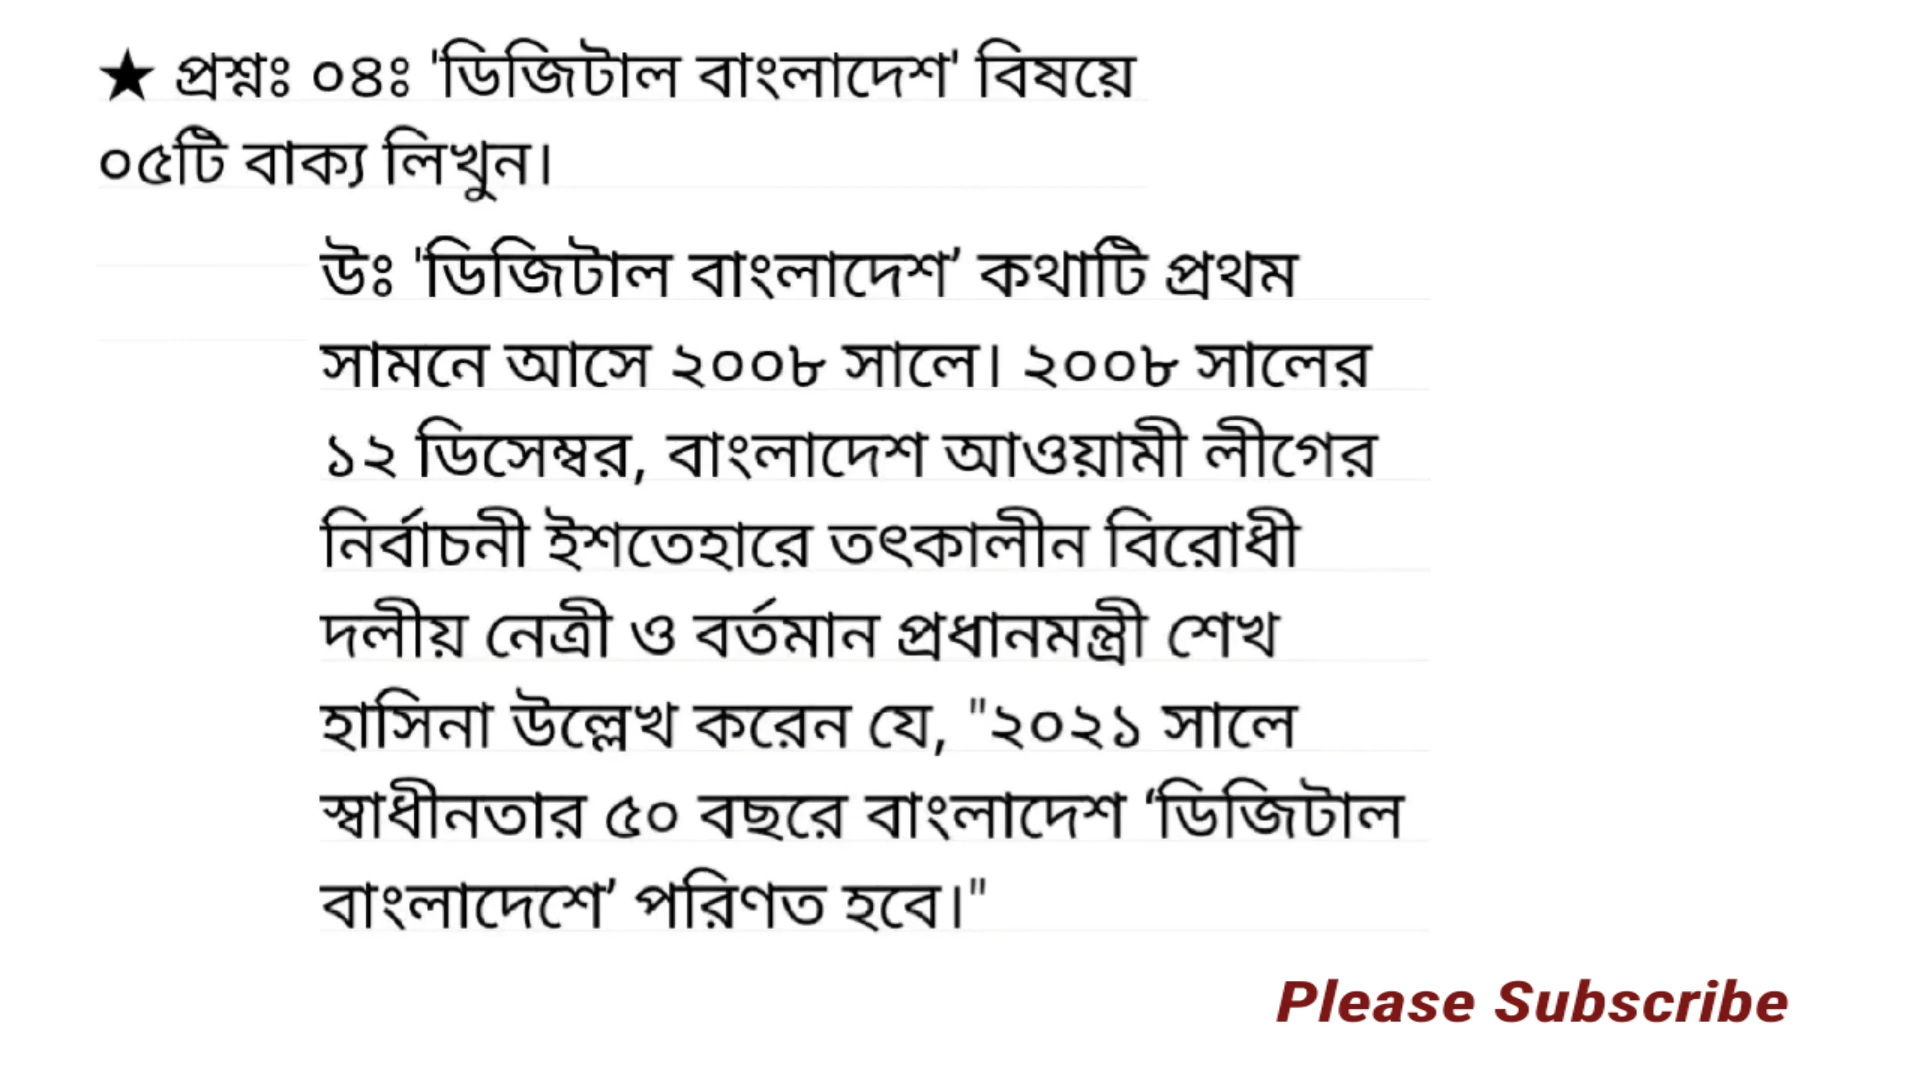 ★ প্রশ্নঃ ০৪ঃ 'ডিজিটাল বাংলাদেশ' বিষয়ে
০৫টি বাক্য লিখুন।
উঃ 'ডিজিটাল বাংলাদেশ’ কথাটি প্রথম
সামনে আসে ২০০৮ সালে। ২০০৮ সালের
১২ ডিসেম্বর, বাংলাদেশ আওয়ামী লীগের
নির্বাচনী ইশতেহারে তৎকালীন বিরোধী
দলীয় নেত্রী ও বর্তমান প্রধানমন্ত্রী শেখ
হাসিনা উল্লেখ করেন যে, "২০২১ সালে
স্বাধীনতার ৫০ বছরে বাংলাদেশ ‘ডিজিটাল
বাংলাদেশে’ পরিণত হবে।"
Please Subscribe